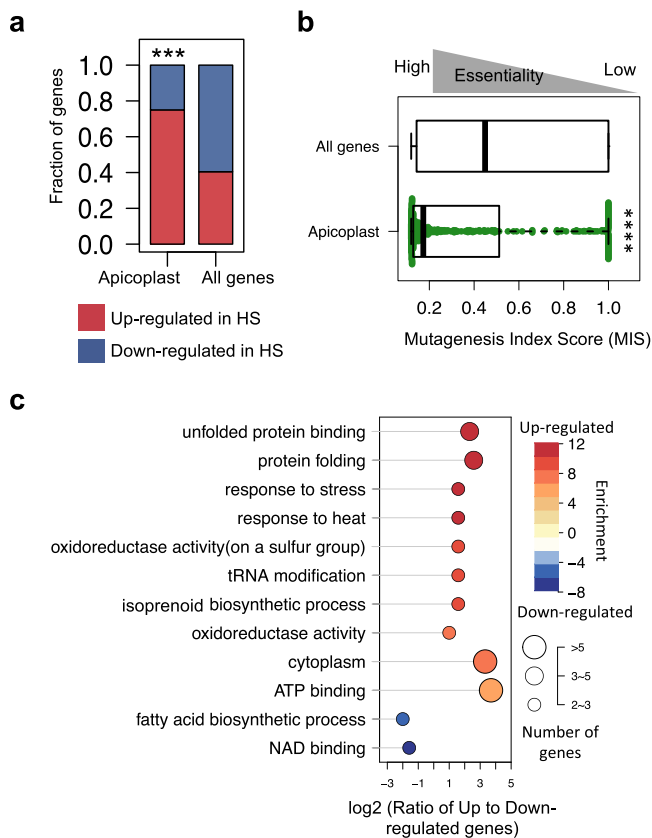 a
***
Fraction of genes
1.0
0.8
0.6
0.4
0.2
0.0
Apicoplast All genes
Up-regulated in HS
Down-regulated in HS
b
High Essentiality Low
All genes
Apicoplast
****
0.2 0.4 0.6 0.8 1.0
Mutagenesis Index Score (MIS)
c
unfolded protein binding
protein folding
response to stress
response to heat
oxidoreductase activity(on a sulfur group)
tRNA modification
isoprenoid biosynthetic process
oxidoreductase activity
cytoplasm
ATP binding
fatty acid biosynthetic process
NAD binding
−3 −1 1 3 5
log2 (Ratio of Up to Down-
regulated genes)
Up-regulated
12
8
4
0
−4
−8
Enrichment
Down-regulated
>5
3~5
2~3
Number of
genes